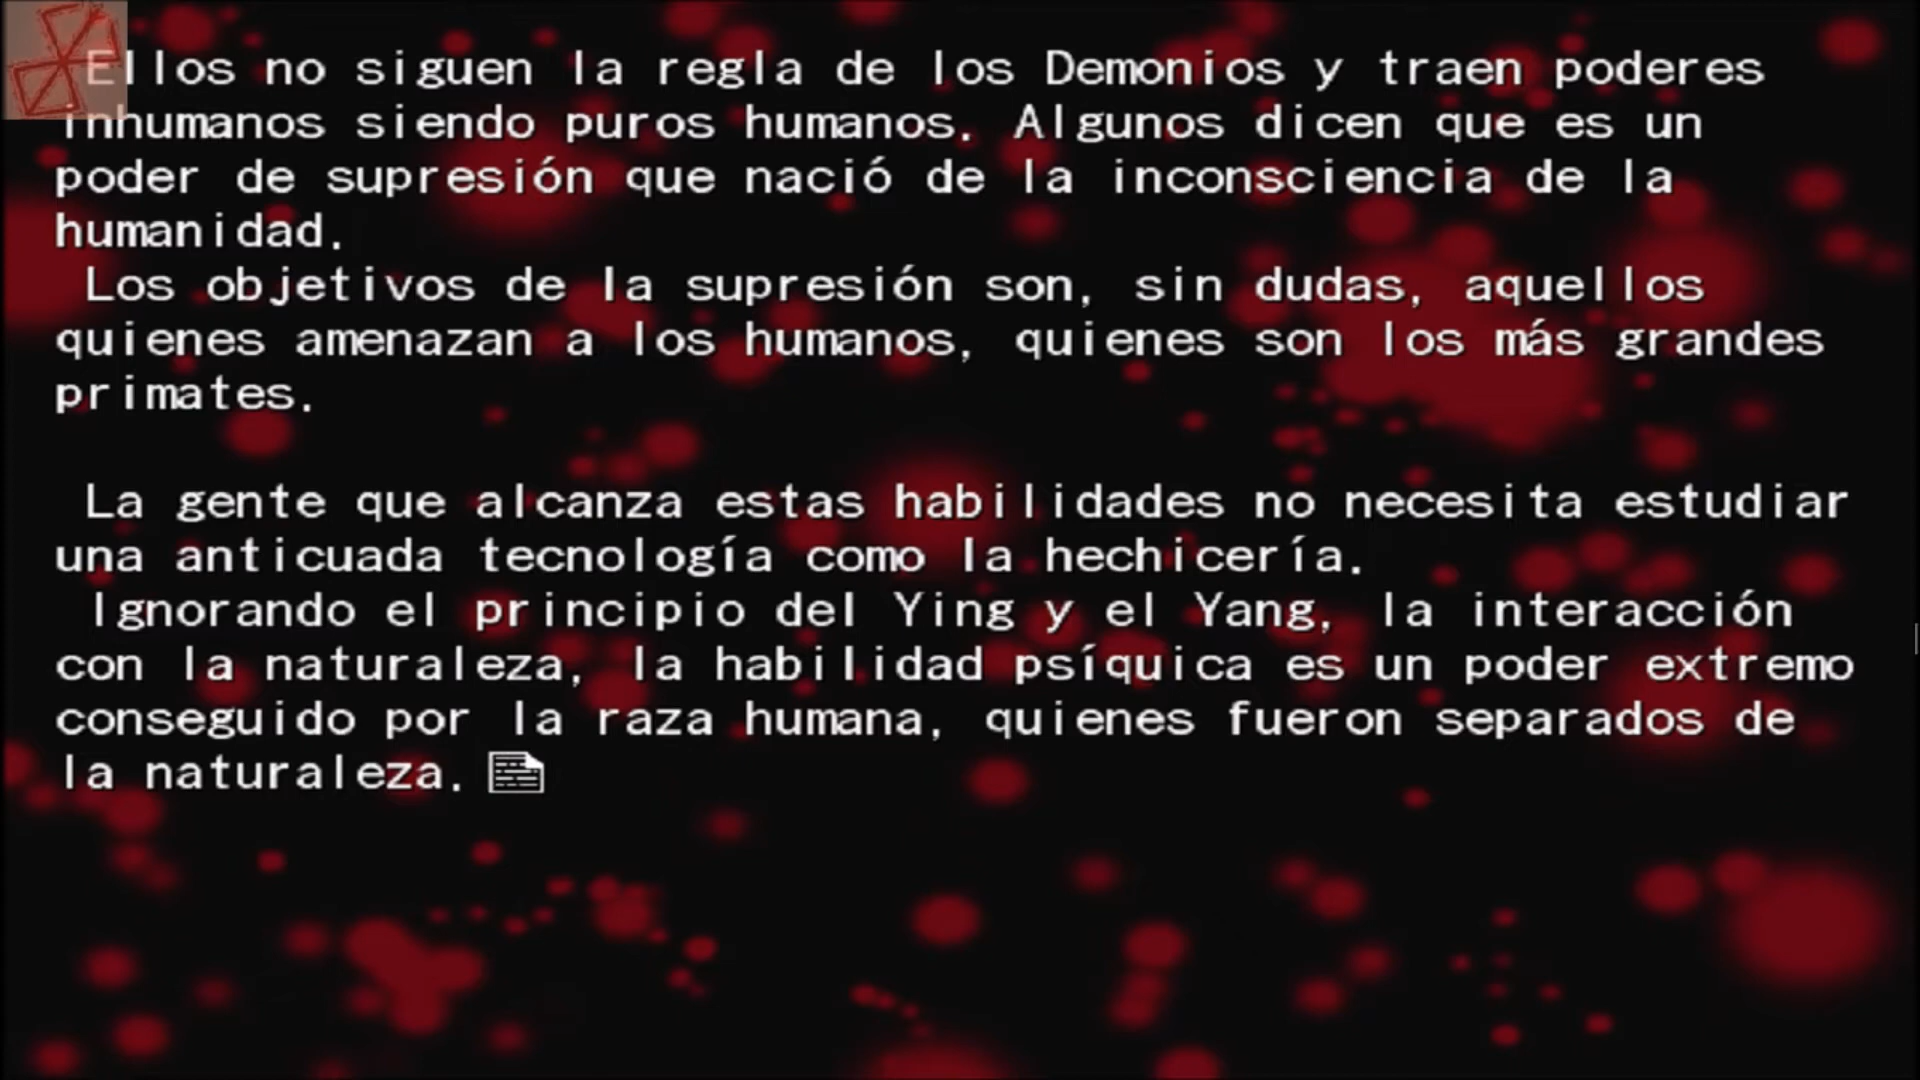 Ellos no siguen la regla de los Demonios y traen poderes
inhumanos siendo puros humanos. Algunos dicen que es un
poder de supresión que nació de la inconsciencia de la
humanidad.
Los objetivos de la supresión son, sin dudas, aquellos
quienes amenazan a los humanos, quienes son los más grandes
primates.
La gente que alcanza estas habilidades no necesita estudiar
una anticuada tecnología como la hechicería.
Ignorando el principio del Ying y el Yang, la interacción
con la naturaleza, la habilidad psíquica es un poder extremo
conseguido por la raza humana, quienes fueron separados de
la naturaleza.